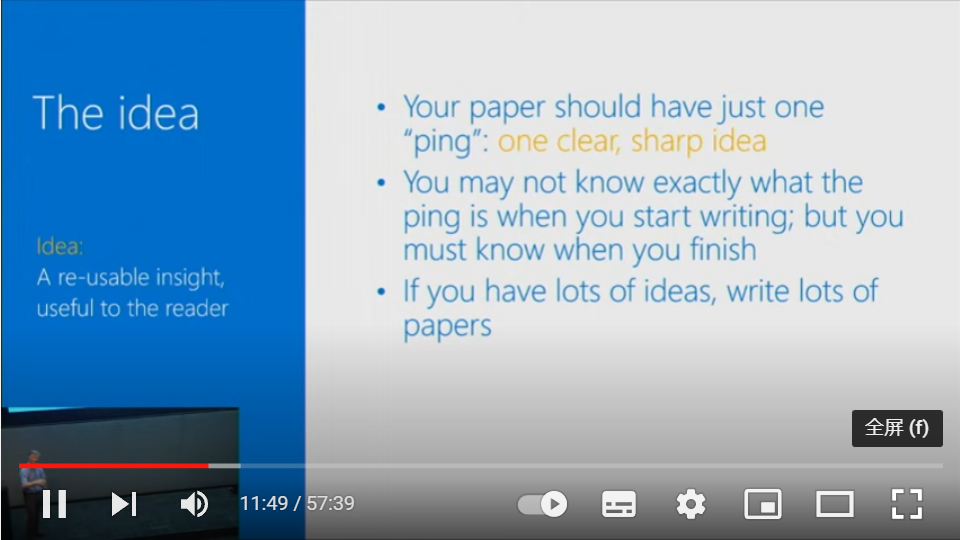 The idea
Idea:
A re-usable insight,
useful to the reader
• Your paper should have just one
“ping”: one clear, sharp idea
• You may not know exactly what the
ping is when you start writing; but you
must know when you finish
• If you have lots of ideas, write lots of
papers
全屏 (f)
11:49 / 57:39